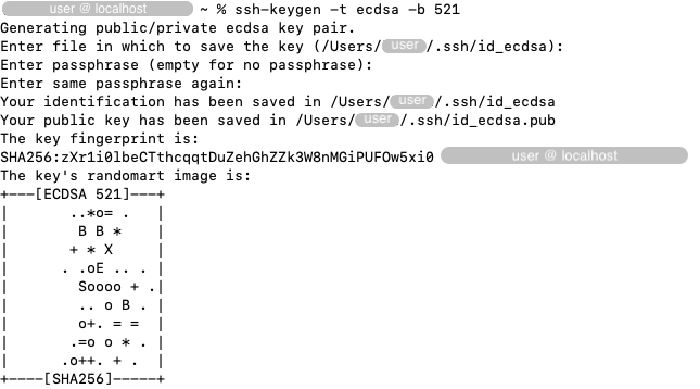 user @ localhost ~ % ssh-keygen -t ecdsa -b 521
Generating public/private ecdsa key pair.
Enter file in which to save the key (/Users/user/.ssh/id_ecdsa):
Enter passphrase (empty for no passphrase):
Enter same passphrase again:
Your identification has been saved in /Users/user/.ssh/id_ecdsa
Your public key has been saved in /Users/user/.ssh/id_ecdsa.pub
The key fingerprint is:
SHA256:zXr1i0lbeCTthcqqtDuZehGhZZk3W8nMGiPUFOw5xi0 user @ localhost
The key's randomart image is:
+---[ECDSA 521]---+
|        ..*o= .   |
|         B B *    |
|        + * X     |
|       . .oE .. . |
|         Soooo + .|
|         .. o B . |
|         o+. = =  |
|        .=o o * . |
|       .o++. + .  |
+----[SHA256]-----+